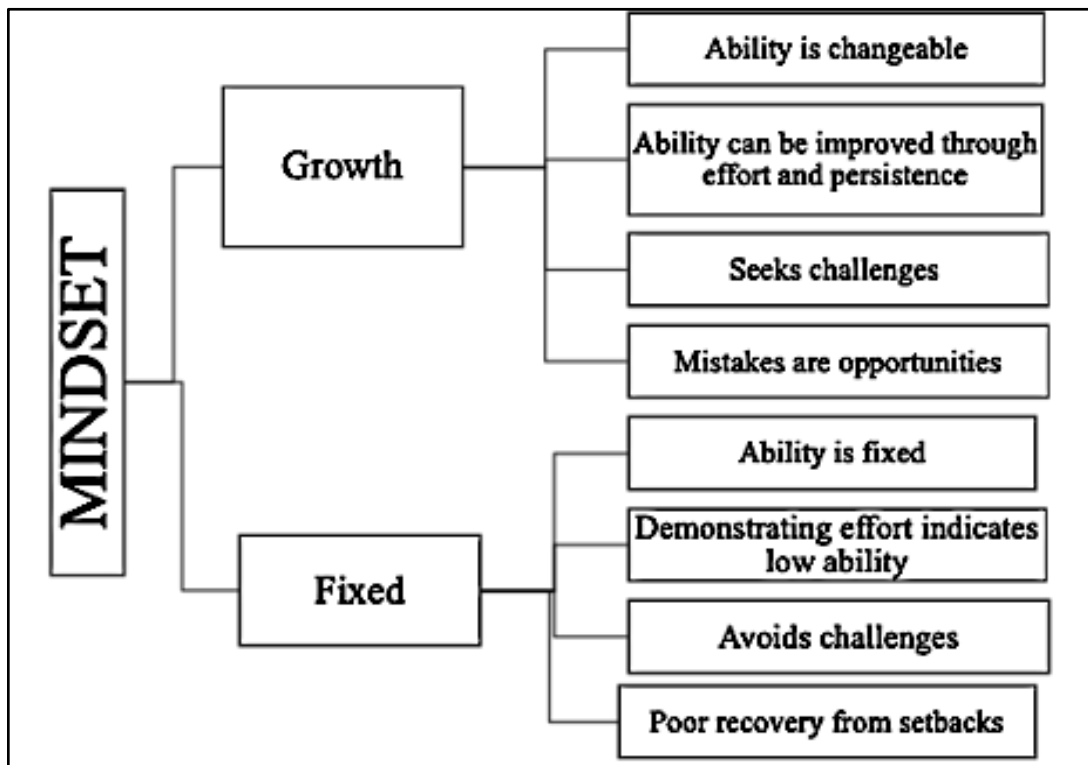 MINDSET
Growth
Ability is changeable
Ability can be improved through
effort and persistence
Seeks challenges
Mistakes are opportunities
Fixed
Ability is fixed
Demonstrating effort indicates
low ability
Avoids challenges
Poor recovery from setbacks